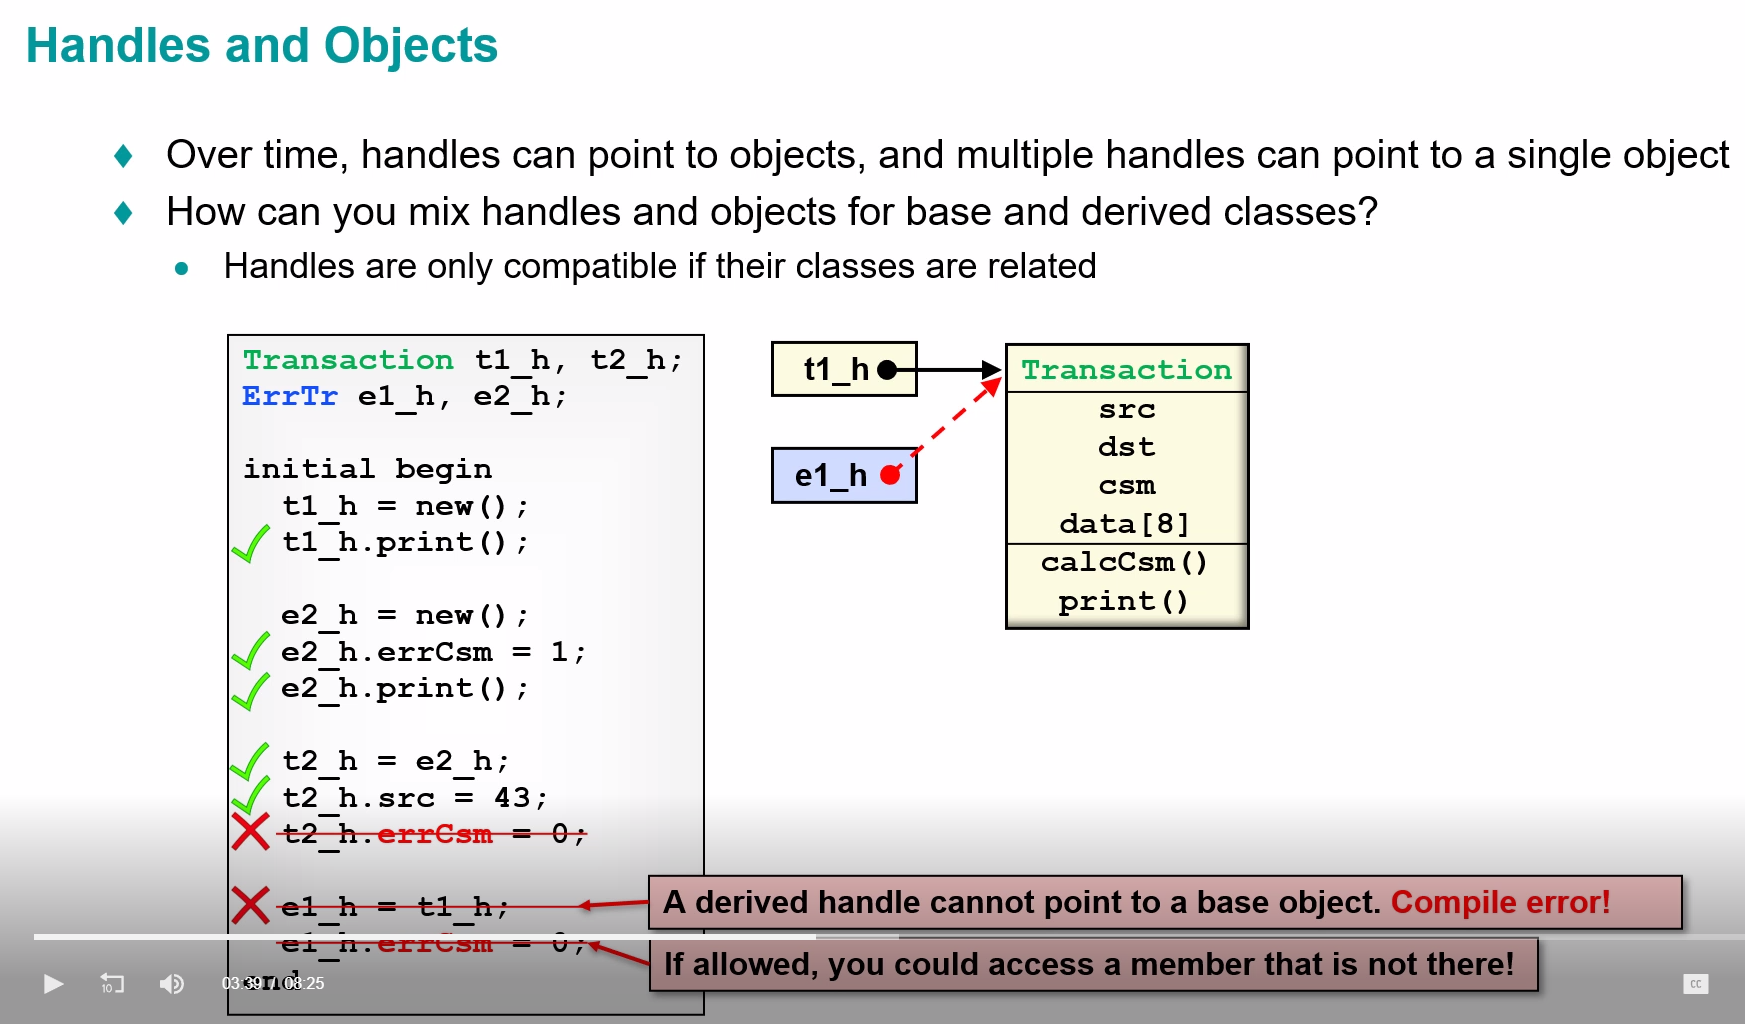 Handles and Objects
Over time, handles can point to objects, and multiple handles can point to a single object
How can you mix handles and objects for base and derived classes?
Handles are only compatible if their classes are related
Transaction t1_h, t2_h;
ErrTr e1_h, e2_h;
initial begin
t1_h = new();
t1_h.print();
e2_h = new();
e2_h.errCsm = 1;
e2_h.print();
t2_h = e2_h;
t2_h.src = 43;
t2_h.errCsm = 0;
e1_h = t1_h;
e1_h.errCsm = 0;
end
t1_h
e1_h
Transaction
src
dst
csm
data[8]
calcCsm()
print()
A derived handle cannot point to a base object. Compile error!
If allowed, you could access a member that is not there!
10
03:39 / 08:25
CC